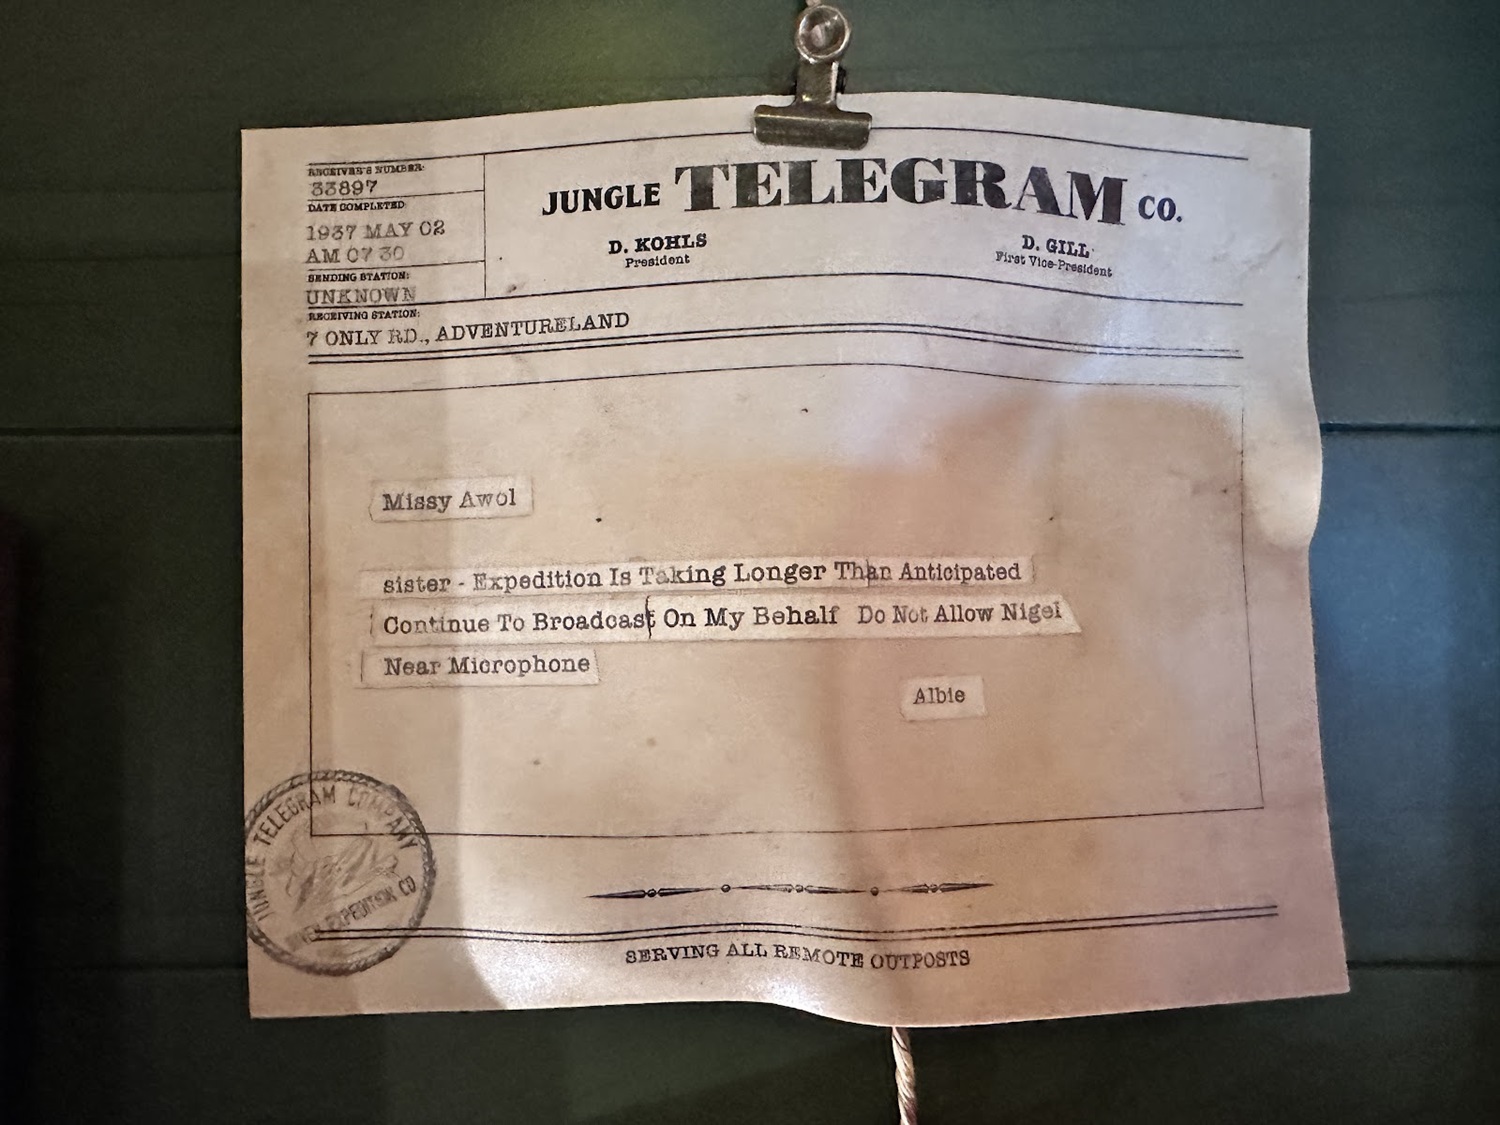 RECEIVER'S NUMBER:
33897
DATE COMPLETED:
1937 MAY 02
AM 07 30
SENDING STATION:
UNKNOWN
RECEIVING STATION:
7 ONLY RD., ADVENTURELAND
JUNGLE TELEGRAM CO.
D. KOHLS
President
D. GILL
First Vice-President
Missy Awol
sister - Expedition Is Taking Longer Than Anticipated
Continue To Broadcast On My Behalf Do Not Allow Nigel
Near Microphone
Albie
JUNGLE TELEGRAM COMPANY
EXPEDITION CO
SERVING ALL REMOTE OUTPOSTS